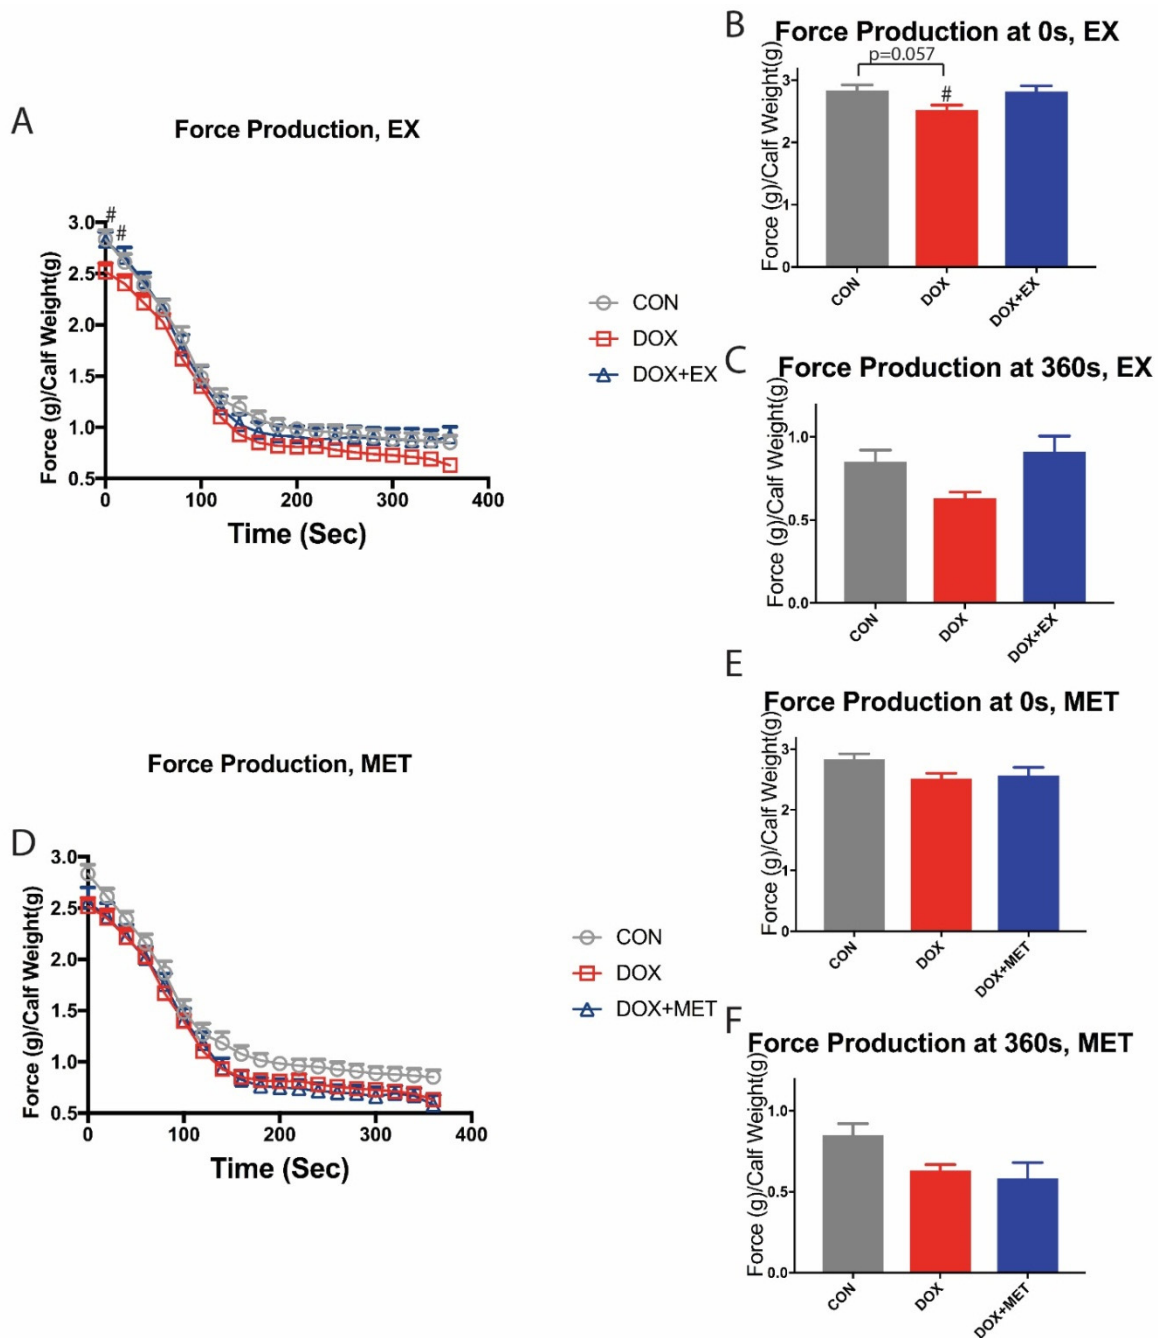 A
Force Production, EX
#
#
3.0
2.5
2.0
1.5
1.0
0.5
Force (g)/Calf Weight(g)
0 100 200 300 400
Time (Sec)
CON
DOX
DOX+EX
B
Force Production at 0s, EX
p=0.057
#
3
2
1
0
Force (g)/Calf Weight(g)
CON DOX DOX+EX
C
Force Production at 360s, EX
1.0
0.5
0.0
Force (g)/Calf Weight(g)
CON DOX DOX+EX
D
Force Production, MET
3.0
2.5
2.0
1.5
1.0
0.5
Force (g)/Calf Weight(g)
0 100 200 300 400
Time (Sec)
CON
DOX
DOX+MET
E
Force Production at 0s, MET
3
2
1
0
Force (g)/Calf Weight(g)
CON DOX DOX+MET
F
Force Production at 360s, MET
1.0
0.5
0.0
Force (g)/Calf Weight(g)
CON DOX DOX+MET